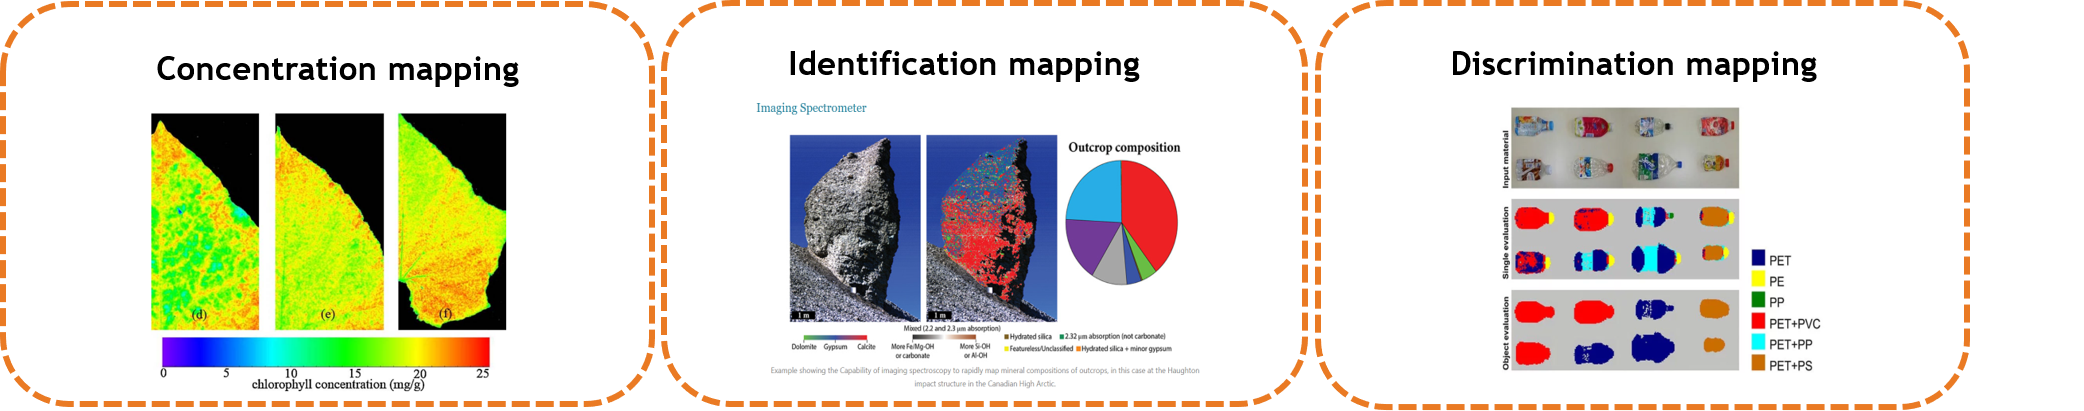 Concentration mapping
(d)
(e)
(f)
0 5 10 15 20 25
chlorophyll concentration (mg/g)
Identification mapping
Imaging Spectrometer
Outcrop composition
1 m
1 m
Mixed (2.2 and 2.3 µm absorption)
Dolomite Gypsum Calcite
More Fe/Mg-OH
or carbonate
More Si-OH
or Al-OH
Hydrated silica
2.32 µm absorption (not carbonate)
Featureless/Unclassified
Hydrated silica + minor gypsum
Example showing the Capability of imaging spectroscopy to rapidly map mineral compositions of outcrops, in this case at the Haughton
impact structure in the Canadian High Arctic.
Discrimination mapping
Input material
Single evaluation
Object evaluation
PET
PE
PP
PET+PVC
PET+PP
PET+PS